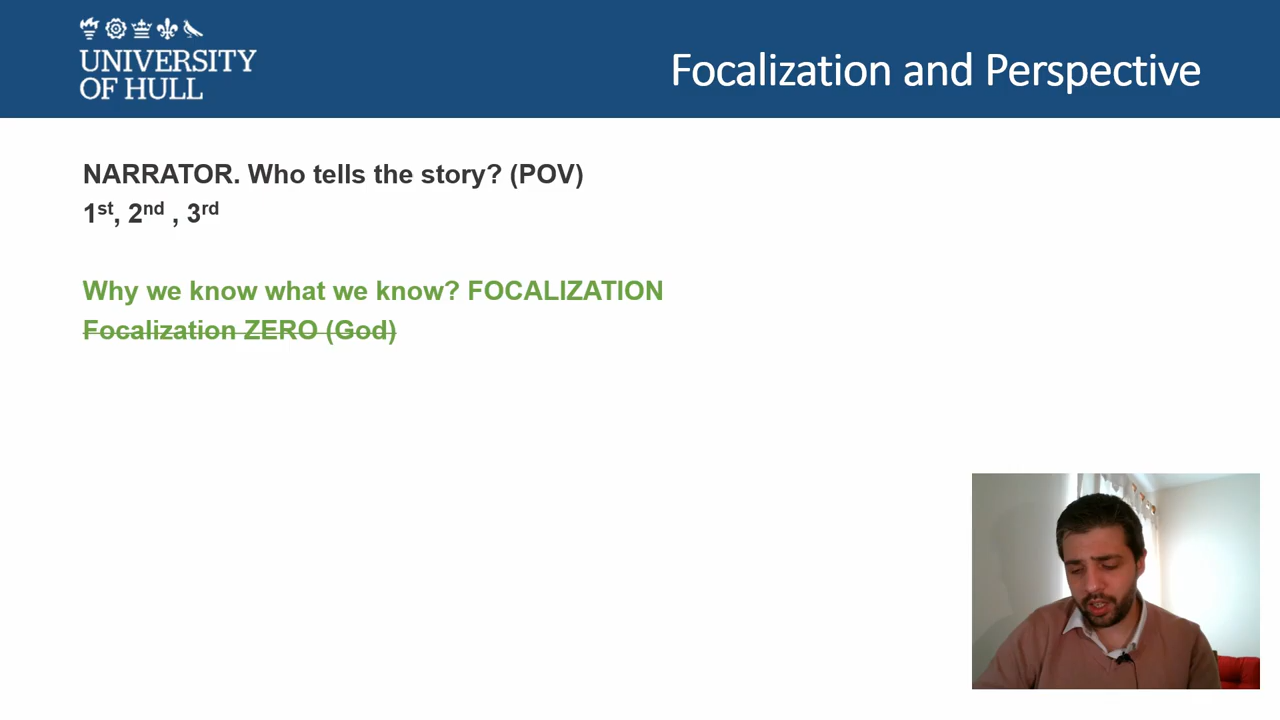 UNIVERSITY
OF HULL
Focalization and Perspective
NARRATOR. Who tells the story? (POV)
1st, 2nd , 3rd
Why we know what we know? FOCALIZATION
Focalization ZERO (God)